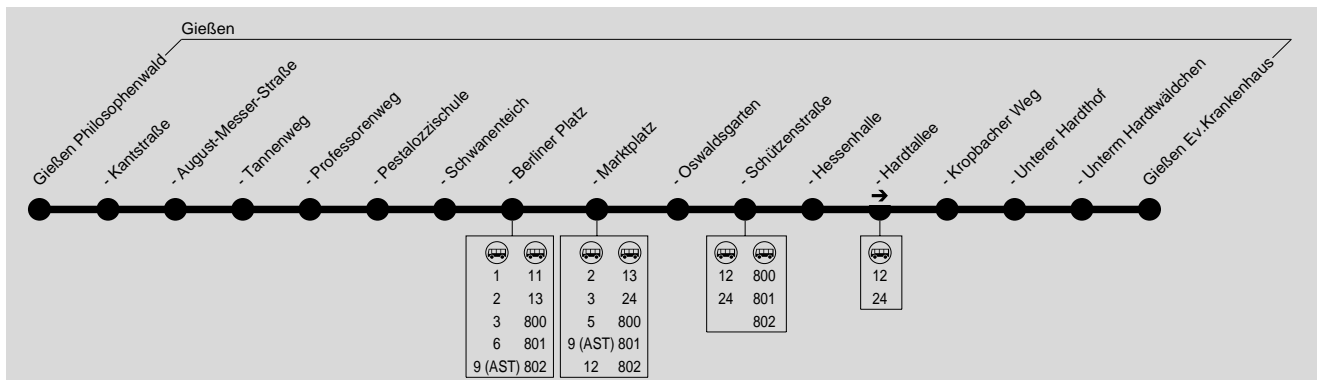 Gießen
Gießen Philosophenwald
- Kantstraße
- August-Messer-Straße
- Tannenweg
- Professorenweg
- Pestalozzischule
- Schwanenteich
- Berliner Platz
- Marktplatz
- Oswaldsgarten
- Schützenstraße
- Hessenhalle
- Hardtallee
- Kropbacher Weg
- Unterer Hardthof
- Unterm Hardtwäldchen
Gießen Ev.Krankenhaus
➔
1 11
2 13
3 800
6 801
9 (AST) 802
2 13
3 24
5 800
9 (AST) 801
12 802
12 800
24 801
802
12
24